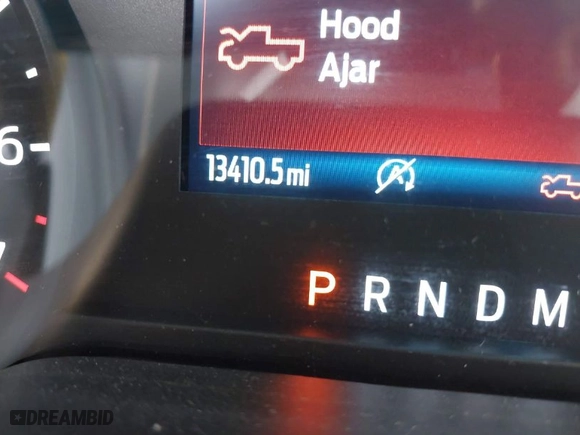 Hood
Ajar
6
13410.5 mi
A
P R N D M
DREAMBID